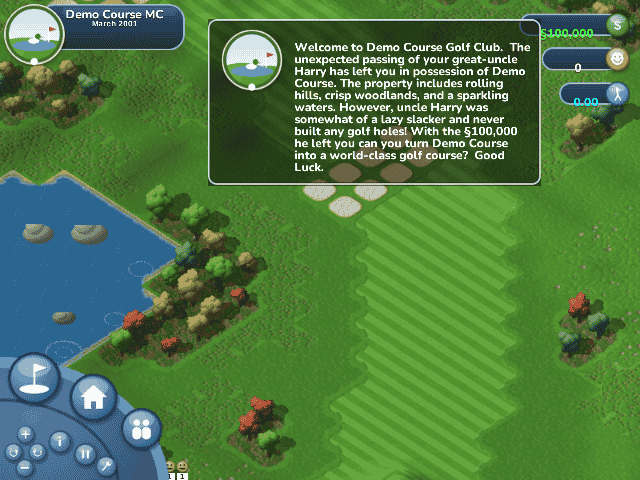 Demo Course MC
March 2001
Welcome to Demo Course Golf Club. The
unexpected passing of your great-uncle
Harry has left you in possession of Demo
Course. The property includes rolling
hills, crisp woodlands, and a sparkling
waters. However, uncle Harry was
somewhat of a lazy slacker and never
built any golf holes! With the §100,000
he left you can you turn Demo Course
into a world-class golf course? Good
Luck.
§100,000
S
0
0.00
i
1 1